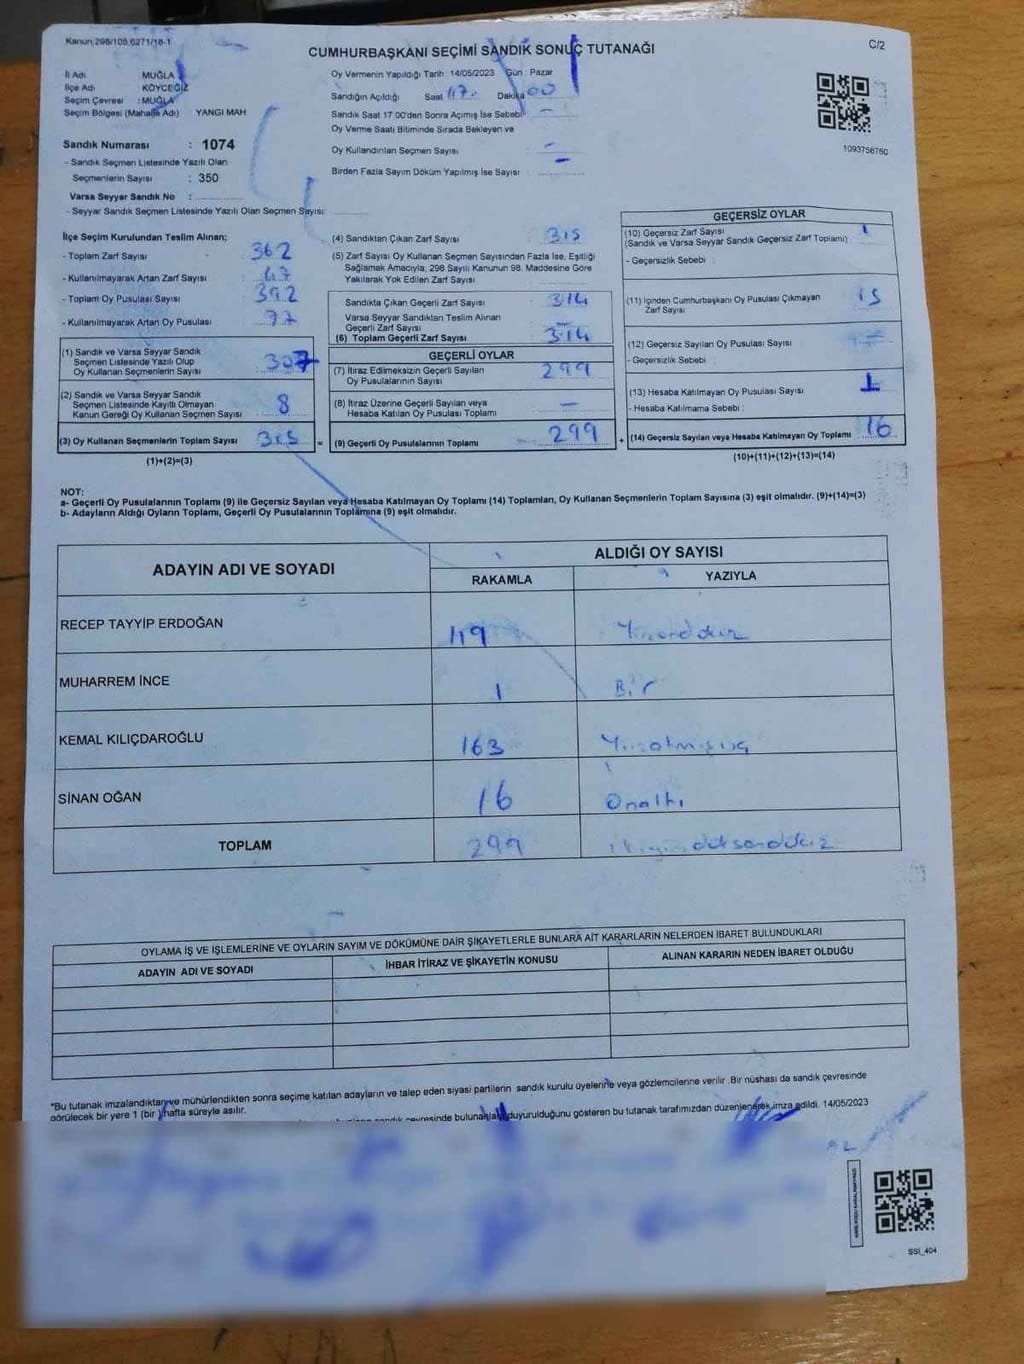 Kanun 298/105,6271/18-1
C/2
CUMHURBAŞKANI SEÇİMİ SANDIK SONUÇ TUTANAĞI
İl Adı MUĞLA
İlçe Adı KÖYCEĞİZ
Seçim Çevresi : MUĞLA
Seçim Bölgesi (Mahalle Adı) YANGI MAH
Oy Vermenin Yapıldığı Tarih 14/05/2023 Gün : Pazar
Sandığın Açıldığı Saat 17 Dakika 00
Sandık Saat 17.00'den Sonra Açımış İse Sebebi -
Oy Verme Saati Bitiminde Sırada Bekleyen ve
Oy Kullandırılan Seçmen Sayısı -
Birden Fazla Sayım Döküm Yapılmış İse Sayısı : -
1093758760
Sandık Numarası : 1074
- Sandık Seçmen Listesinde Yazılı Olan
Seçmenlerin Sayısı : 350
Varsa Seyyar Sandık No :
- Seyyar Sandık Seçmen Listesinde Yazılı Olan Seçmen Sayısı:
İlçe Seçim Kurulundan Teslim Alınan;
- Toplam Zarf Sayısı 362
- Kullanılmayarak Artan Zarf Sayısı 47
- Toplam Oy Pusulası Sayısı 392
- Kullanılmayarak Artan Oy Pusulası 77
(1) Sandık ve Varsa Seyyar Sandık
Seçmen Listesinde Yazılı Olup
Oy Kullanan Seçmenlerin Sayısı 307
(2) Sandık ve Varsa Seyyar Sandık
Seçmen Listesinde Kayıtlı Olmayan
Kanun Gereği Oy Kullanan Seçmen Sayısı 8
(3) Oy Kullanan Seçmenlerin Toplam Sayısı 315 =
(1)+(2)=(3)
(4) Sandıktan Çıkan Zarf Sayısı 315
(5) Zarf Sayısı Oy Kullanan Seçmen Sayısından Fazla İse, Eşitliği
Sağlamak Amacıyla; 298 Sayılı Kanunun 98. Maddesine Göre
Yakılarak Yok Edilen Zarf Sayısı
Sandıkta Çıkan Geçerli Zarf Sayısı 314
Varsa Seyyar Sandıktan Teslim Alınan
Geçerli Zarf Sayısı
(6) Toplam Geçerli Zarf Sayısı 314
GEÇERLİ OYLAR
(7) İtiraz Edilmeksizin Geçerli Sayılan
Oy Pusulalarının Sayısı 299
(8) İtiraz Üzerine Geçerli Sayılan veya
Hesaba Katılan Oy Pusulası Toplamı -
(9) Geçerli Oy Pusulalarının Toplamı 299 +
GEÇERSİZ OYLAR
(10) Geçersiz Zarf Sayısı 1
(Sandık ve Varsa Seyyar Sandık Geçersiz Zarf Toplamı)
- Geçersizlik Sebebi :
(11) İçinden Cumhurbaşkanı Oy Pusulası Çıkmayan
Zarf Sayısı 15
(12) Geçersiz Sayılan Oy Pusulası Sayısı -
- Geçersizlik Sebebi :
(13) Hesaba Katılmayan Oy Pusulası Sayısı 1
- Hesaba Katılmama Sebebi :
(14) Geçersiz Sayılan veya Hesaba Katılmayan Oy Toplamı 16
(10)+(11)+(12)+(13)=(14)
NOT:
a- Geçerli Oy Pusulalarının Toplamı (9) ile Geçersiz Sayılan veya Hesaba Katılmayan Oy Toplamı (14) Toplamları, Oy Kullanan Seçmenlerin Toplam Sayısına (3) eşit olmalıdır. (9)+(14)=(3)
b- Adayların Aldığı Oyların Toplamı, Geçerli Oy Pusulalarının Toplamına (9) eşit olmalıdır.
ADAYIN ADI VE SOYADI
ALDIĞI OY SAYISI
RAKAMLA YAZIYLA
RECEP TAYYİP ERDOĞAN 119
MUHARREM İNCE 1 Bir
KEMAL KILIÇDAROĞLU 163 Yüzatmışüç
SİNAN OĞAN 16 Onaltı
TOPLAM 299
OYLAMA İŞ VE İŞLEMLERİNE VE OYLARIN SAYIM VE DÖKÜMÜNE DAİR ŞİKAYETLERLE BUNLARA AİT KARARLARIN NELERDEN İBARET BULUNDUKLARI
ADAYIN ADI VE SOYADI İHBAR İTİRAZ VE ŞİKAYETİN KONUSU ALINAN KARARIN NEDEN İBARET OLDUĞU
*Bu tutanak imzalandıktan ve mühürlendikten sonra seçime katılan adayların ve talep eden siyasi partilerin sandık kurulu üyelerine veya gözlemcilerine verilir .Bir nüshası da sandık çevresinde
görülecek bir yere 1 (bir ) hafta süreyle asılır.
çevresinde bulunanlara duyurulduğunu gösteren bu tutanak tarafımızdan düzenlenerek imza edildi. 14/05/2023
SSI_404